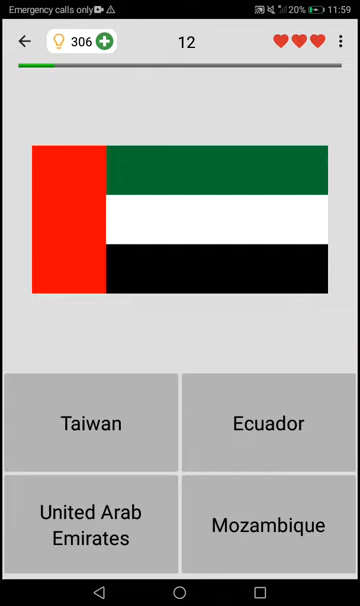 Emergency calls only
20% 11:59
306 12
Taiwan
Ecuador
United Arab
Emirates
Mozambique